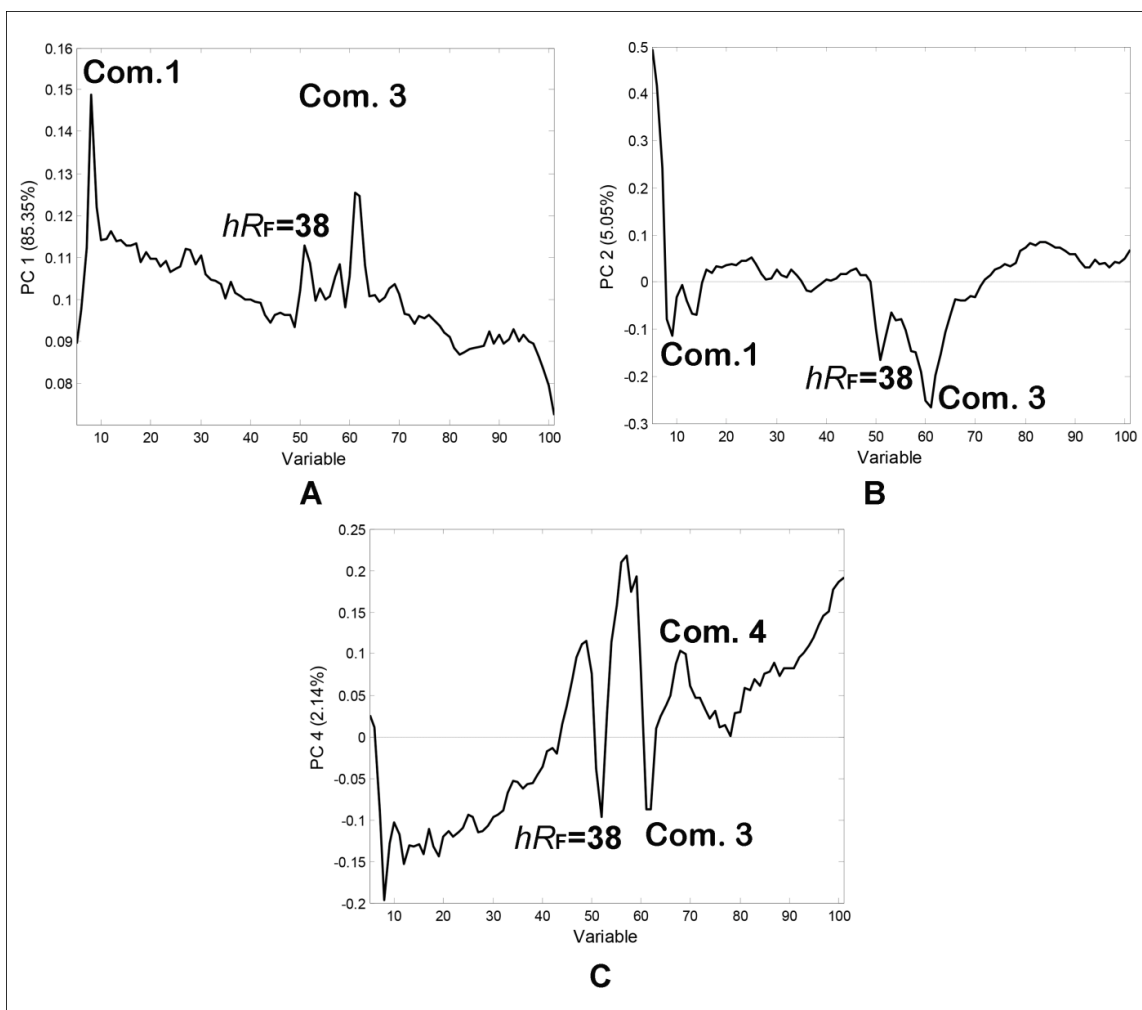 0.16
0.15
0.14
0.13
0.12
0.11
0.1
0.09
0.08
PC 1 (85.35%)
Com.1
Com. 3
hRF=38
10 20 30 40 50 60 70 80 90 100
Variable
A
0.5
0.4
0.3
0.2
0.1
0
-0.1
-0.2
-0.3
PC 2 (5.05%)
Com.1
hRF=38
Com. 3
10 20 30 40 50 60 70 80 90 100
Variable
B
0.25
0.2
0.15
0.1
0.05
0
-0.05
-0.1
-0.15
-0.2
PC 4 (2.14%)
Com. 4
hRF=38
Com. 3
10 20 30 40 50 60 70 80 90 100
Variable
C